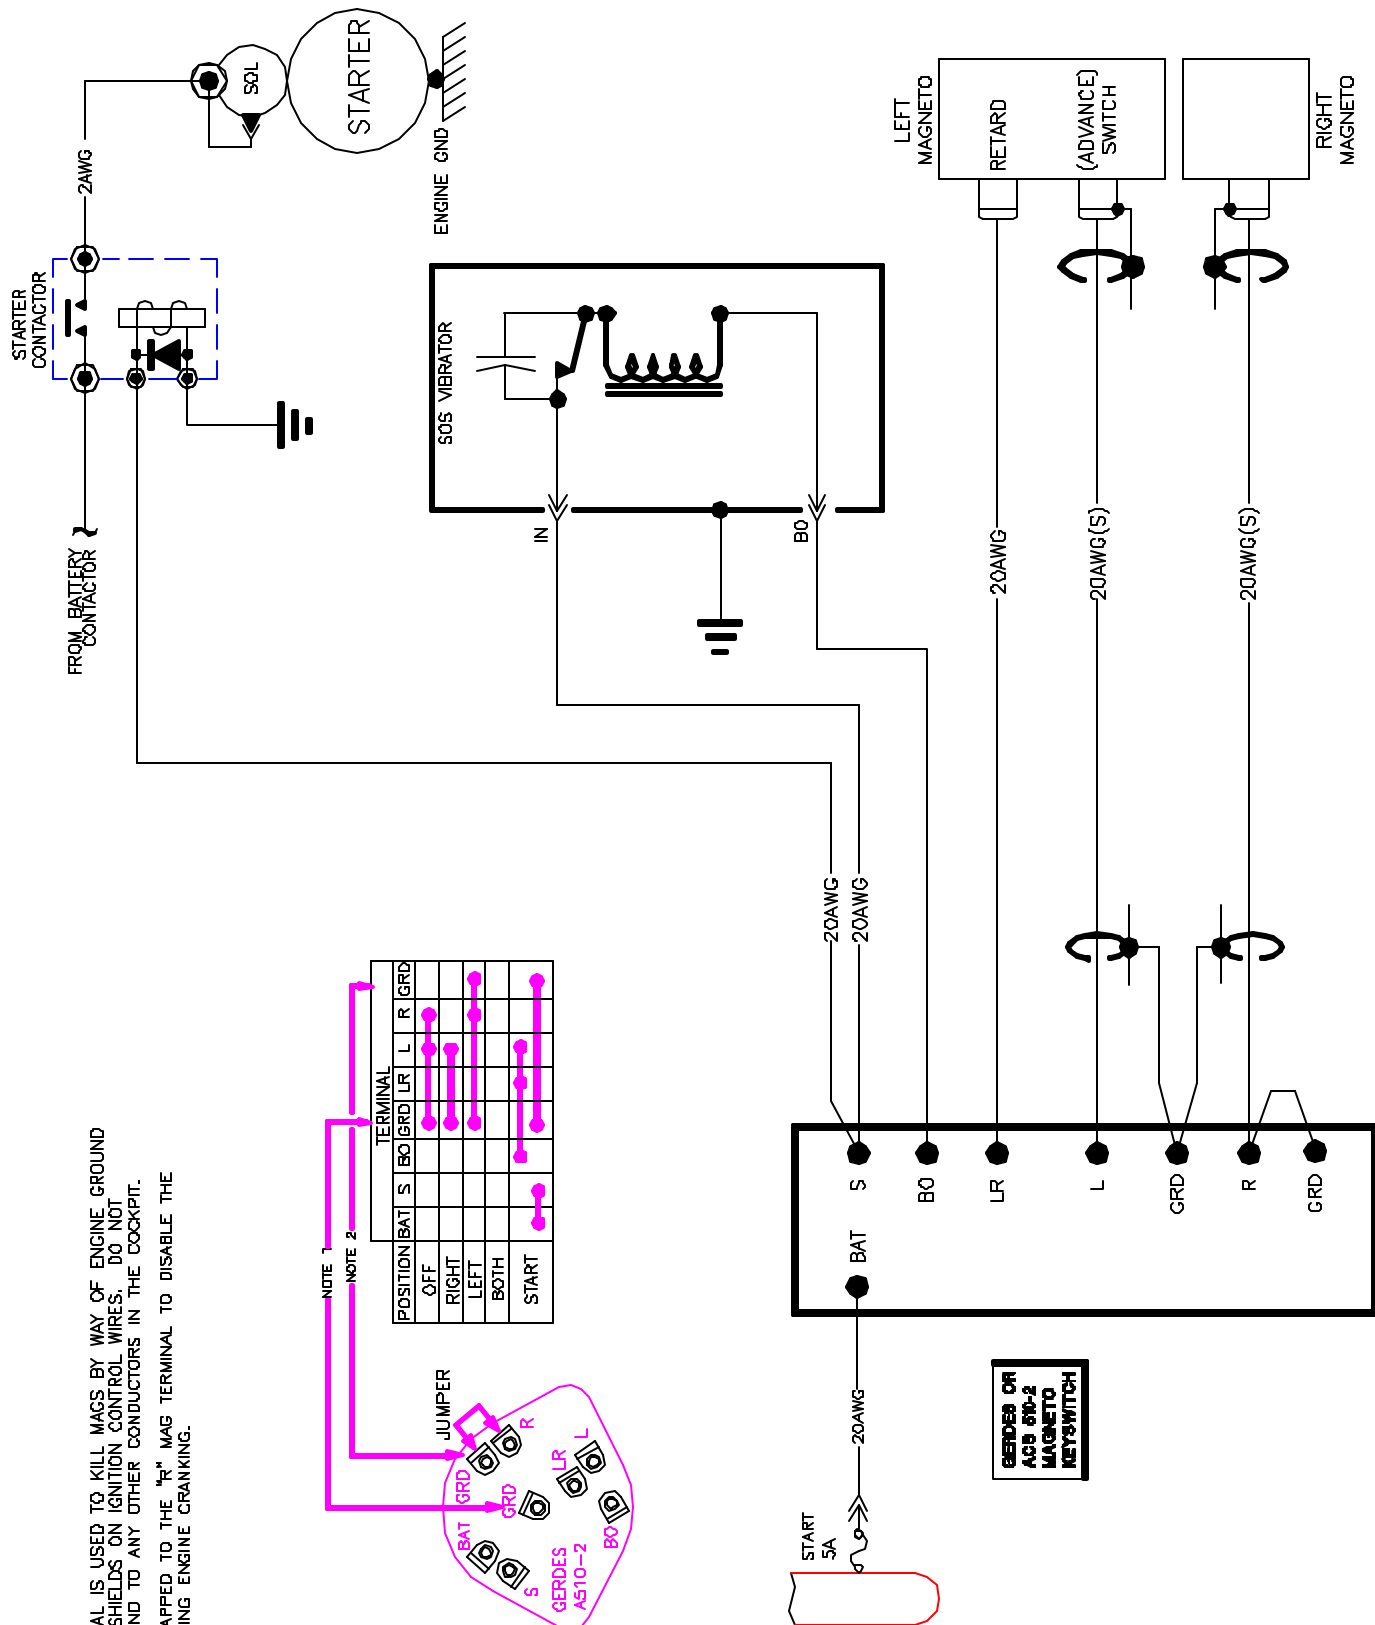 SOL
STARTER
ENGINE GND
2AWG
STARTER
CONTACTOR
FROM BATTERY
CONTACTOR
SOS VIBRATOR
IN
BO
LEFT
MAGNETO
RETARD
(ADVANCE)
SWITCH
RIGHT
MAGNETO
20AWG
20AWG(S)
20AWG(S)
20AWG
20AWG
S
BO
LR
L
GRD
R
GRD
BAT
20AWG
START
5A
GERDES OR
ACS 510-2
MAGNETO
KEYSWITCH
TERMINAL
POSITION BAT S BO GRD LR L R GRD
OFF
RIGHT
LEFT
BOTH
START
NOTE 1
NOTE 2
JUMPER
R
L
GRD
LR
GRD
BAT
BO
S
GERDES
A510-2
AL IS USED TO KILL MAGS BY WAY OF ENGINE GROUND
SHIELDS ON IGNITION CONTROL WIRES. DO NOT
ND TO ANY OTHER CONDUCTORS IN THE COCKPIT.
APPED TO THE "R" MAG TERMINAL TO DISABLE THE
ING ENGINE CRANKING.